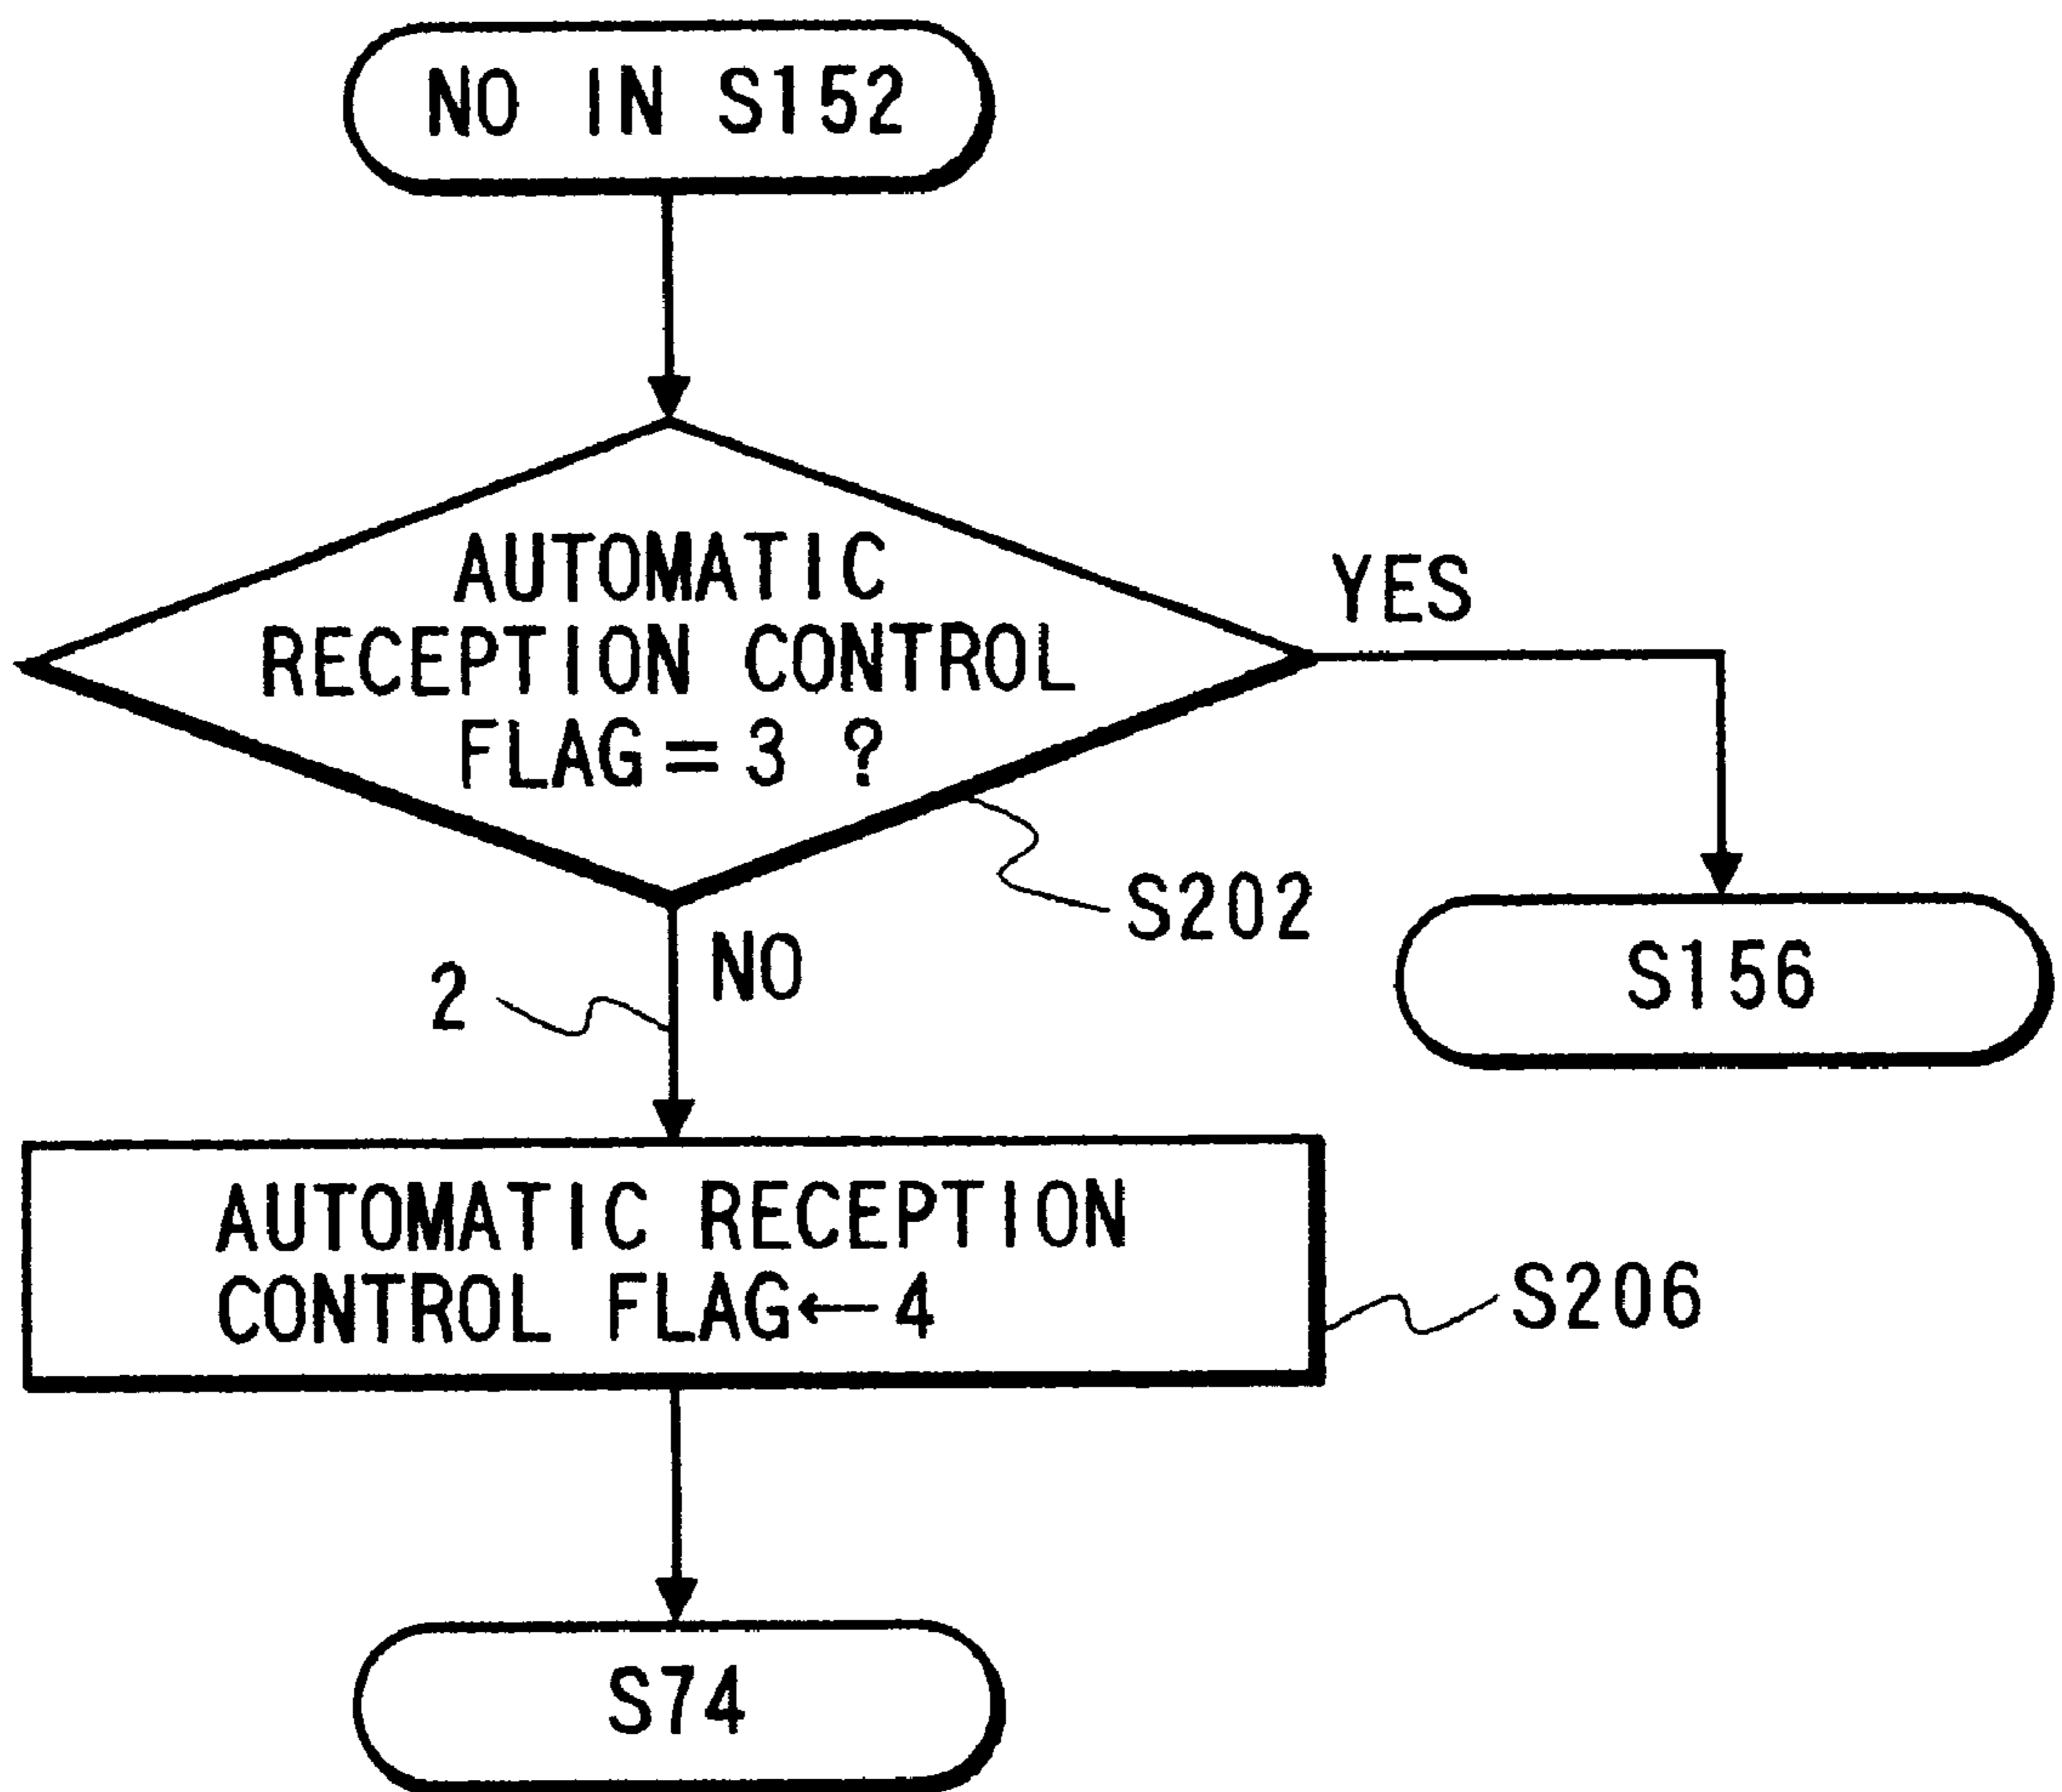 NO IN S152
AUTOMATIC
RECEPTION CONTROL
FLAG = 3 ?
YES
S202
S156
NO
2
AUTOMATIC RECEPTION
CONTROL FLAG ← 4
S206
S74